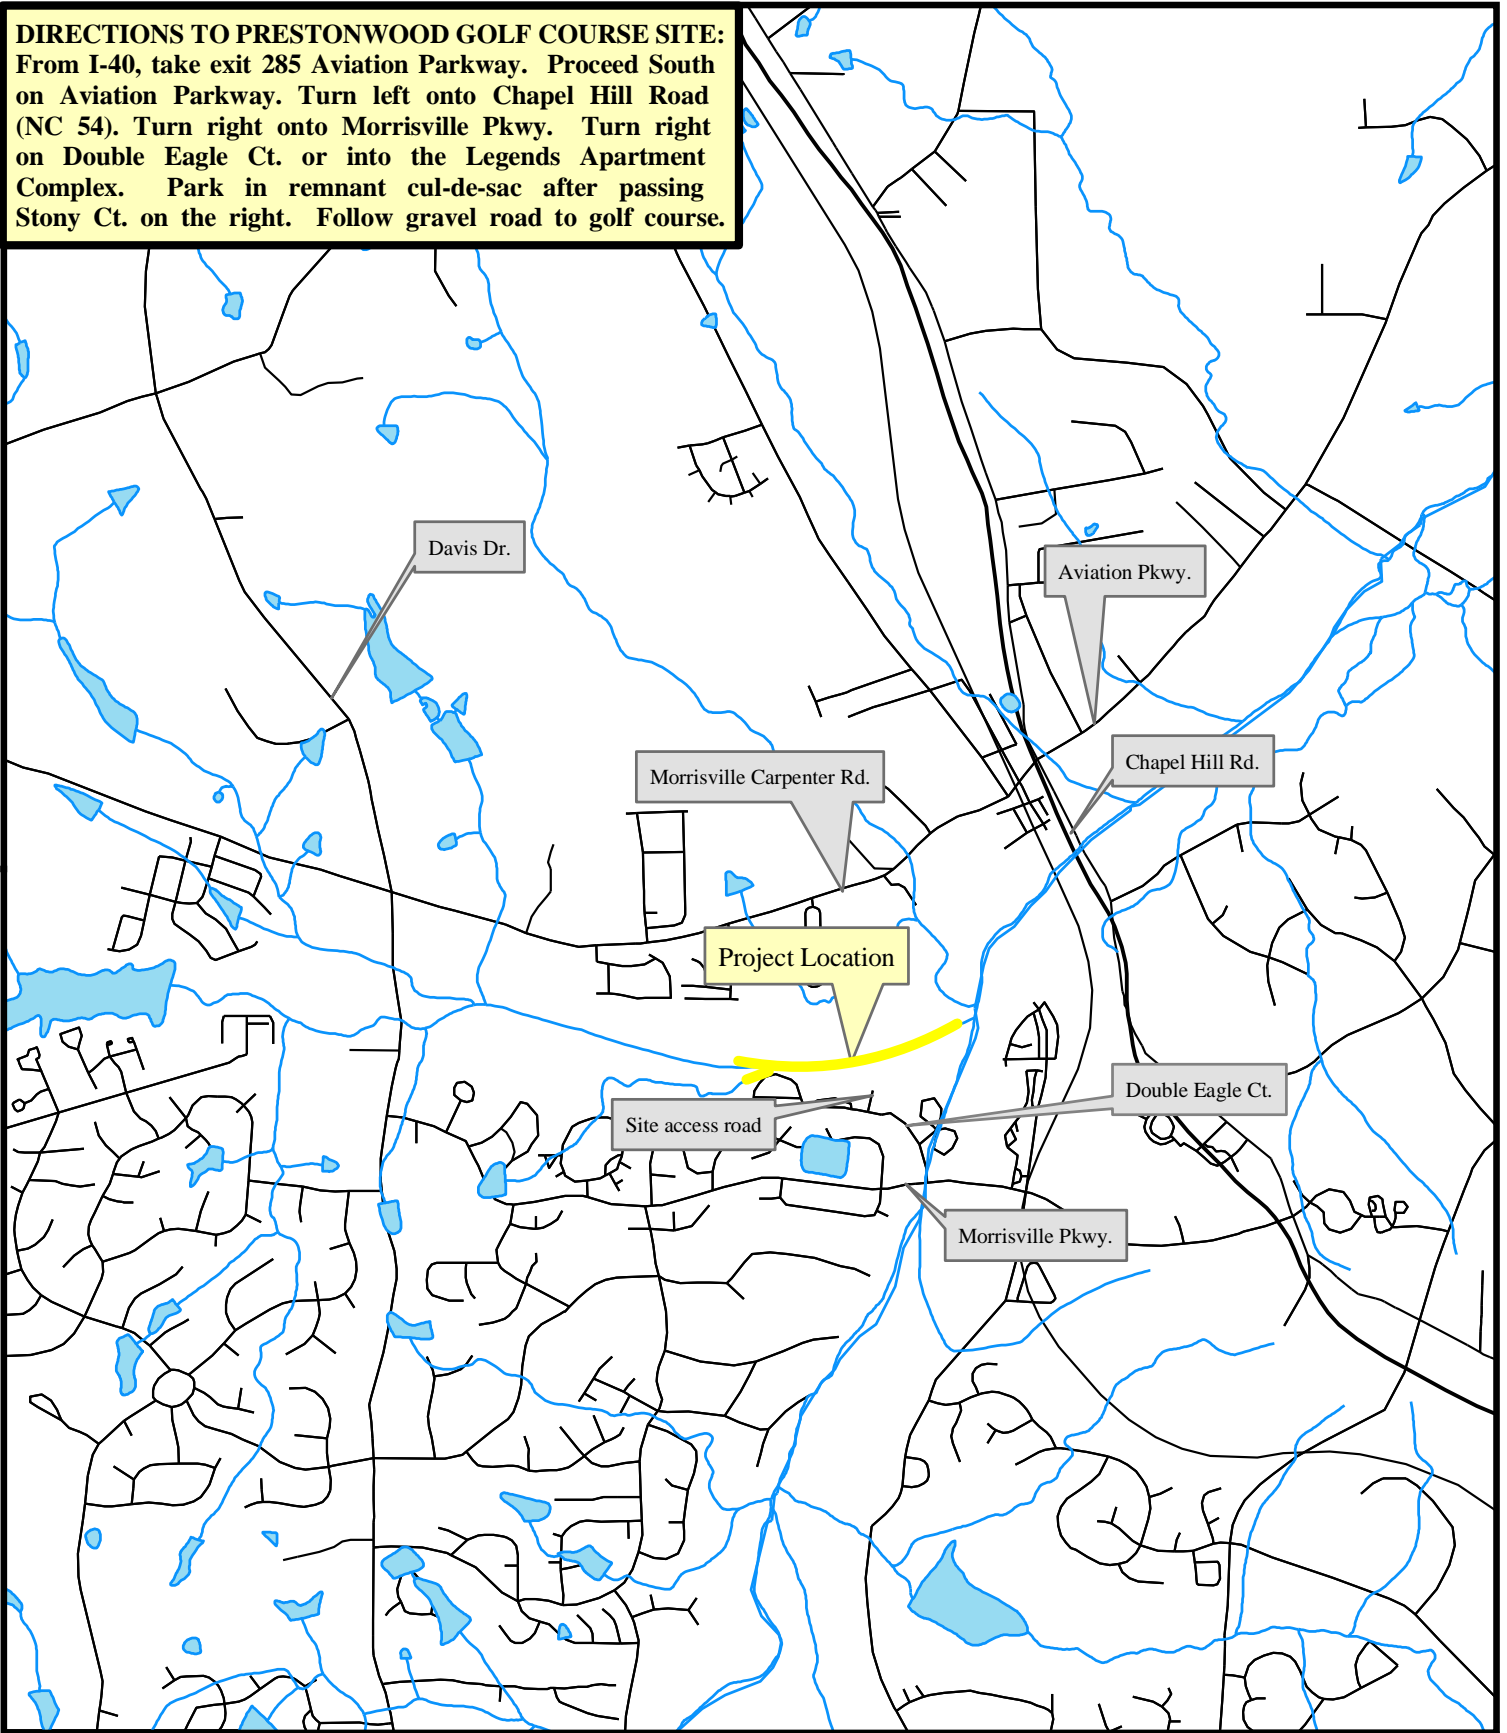 DIRECTIONS TO PRESTONWOOD GOLF COURSE SITE:
From I-40, take exit 285 Aviation Parkway. Proceed South
on Aviation Parkway. Turn left onto Chapel Hill Road
(NC 54). Turn right onto Morrisville Pkwy. Turn right
on Double Eagle Ct. or into the Legends Apartment
Complex. Park in remnant cul-de-sac after passing
Stony Ct. on the right. Follow gravel road to golf course.
Davis Dr.
Aviation Pkwy.
Chapel Hill Rd.
Morrisville Carpenter Rd.
Project Location
Double Eagle Ct.
Site access road
Morrisville Pkwy.